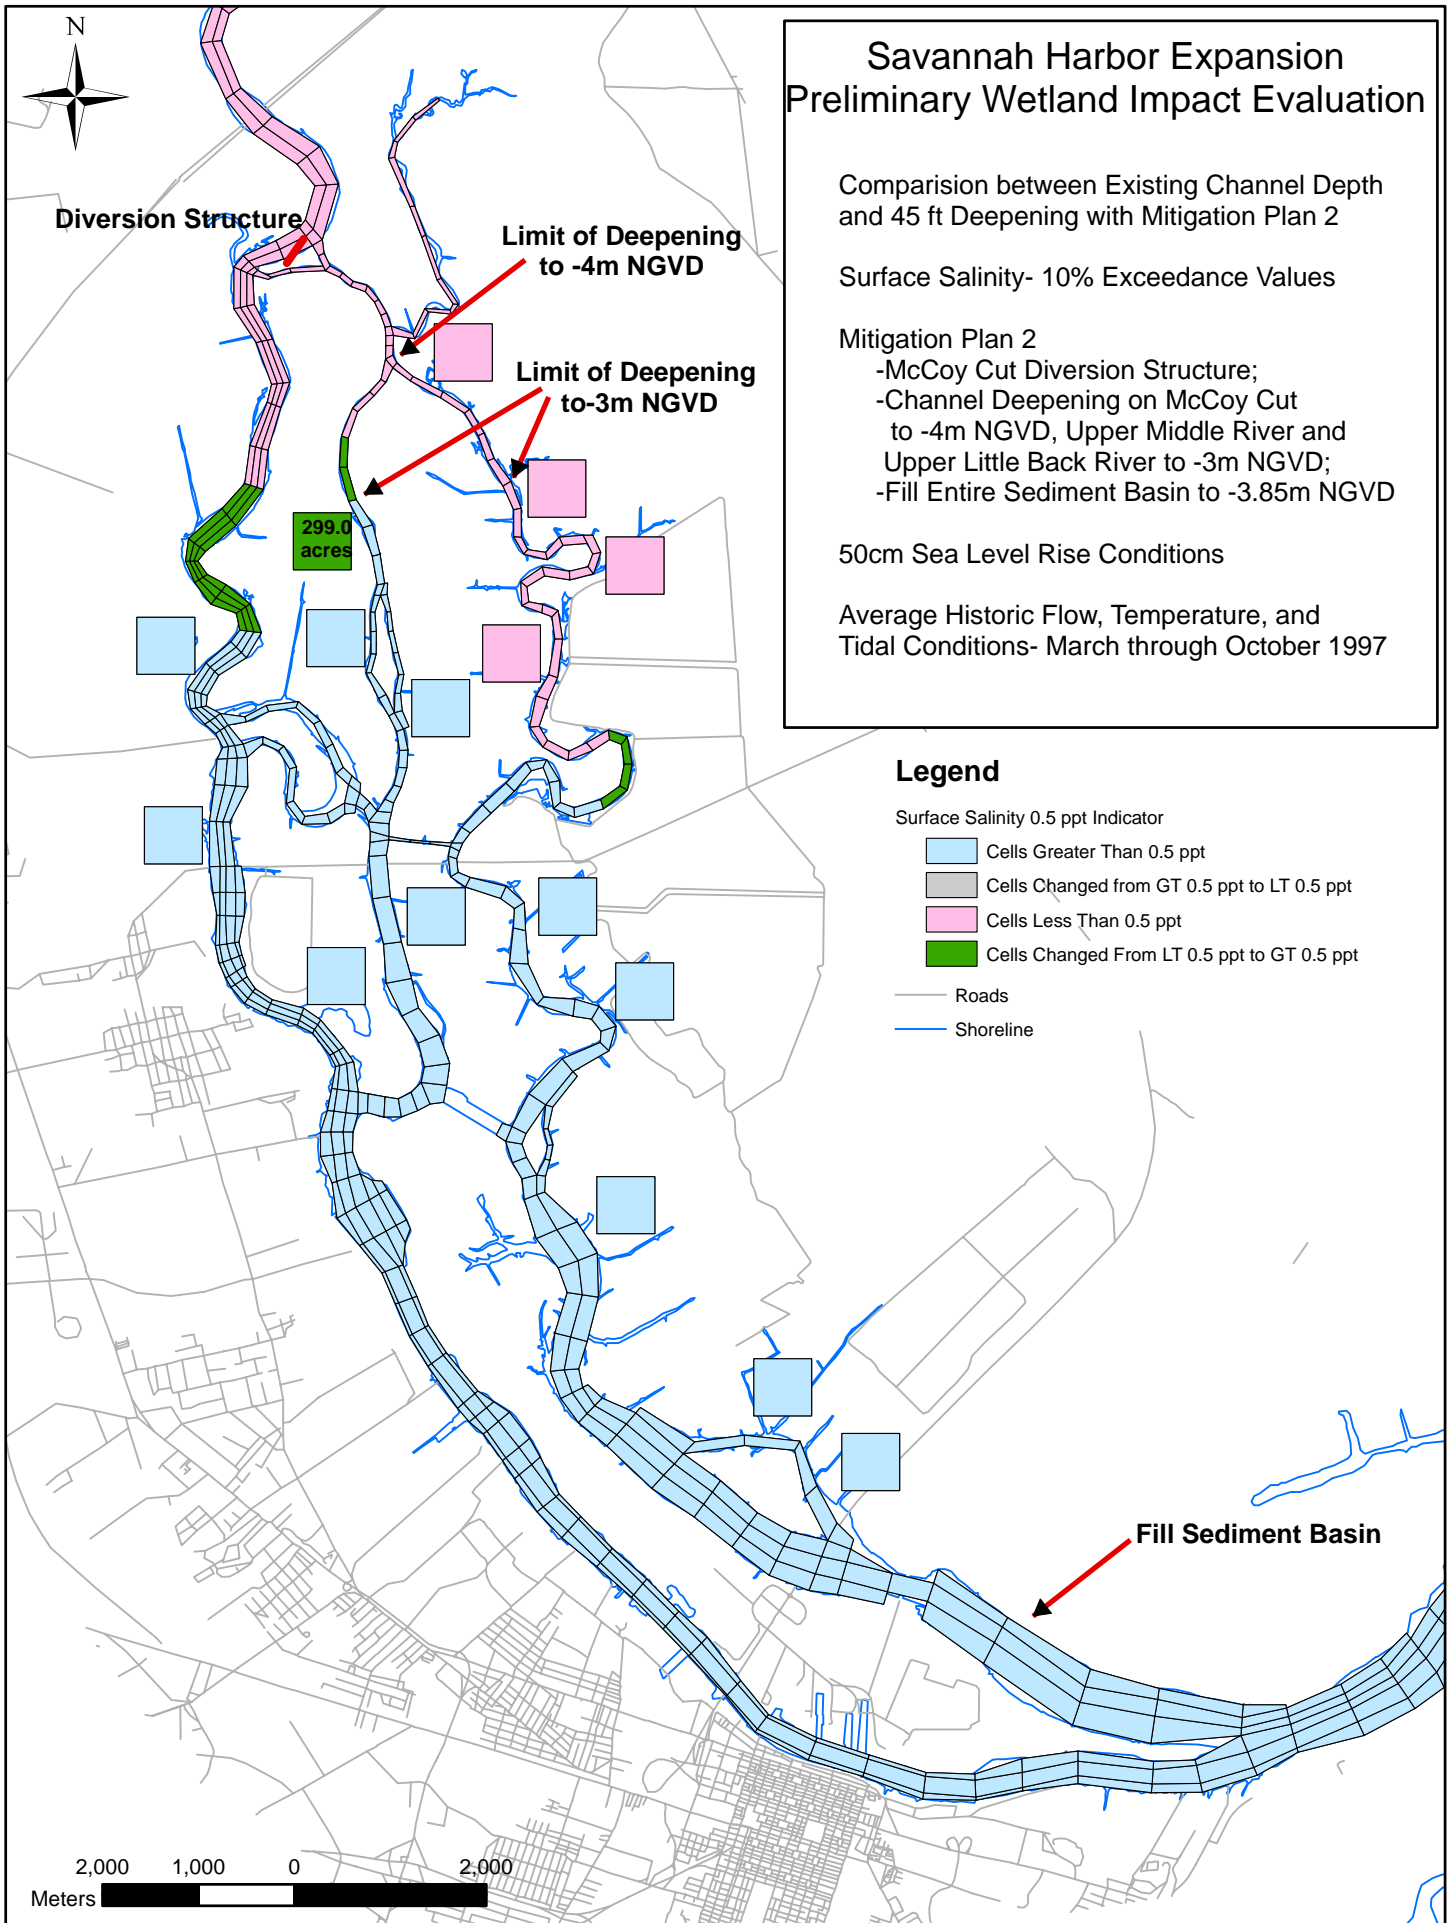 N
Savannah Harbor Expansion
Preliminary Wetland Impact Evaluation
Comparision between Existing Channel Depth
and 45 ft Deepening with Mitigation Plan 2
Surface Salinity- 10% Exceedance Values
Mitigation Plan 2
-McCoy Cut Diversion Structure;
-Channel Deepening on McCoy Cut
to -4m NGVD, Upper Middle River and
Upper Little Back River to -3m NGVD;
-Fill Entire Sediment Basin to -3.85m NGVD
50cm Sea Level Rise Conditions
Average Historic Flow, Temperature, and
Tidal Conditions- March through October 1997
Diversion Structure
Limit of Deepening
to -4m NGVD
Limit of Deepening
to-3m NGVD
299.0
acres
Legend
Surface Salinity 0.5 ppt Indicator
Cells Greater Than 0.5 ppt
Cells Changed from GT 0.5 ppt to LT 0.5 ppt
Cells Less Than 0.5 ppt
Cells Changed From LT 0.5 ppt to GT 0.5 ppt
Roads
Shoreline
Fill Sediment Basin
2,000 1,000 0 2,000
Meters